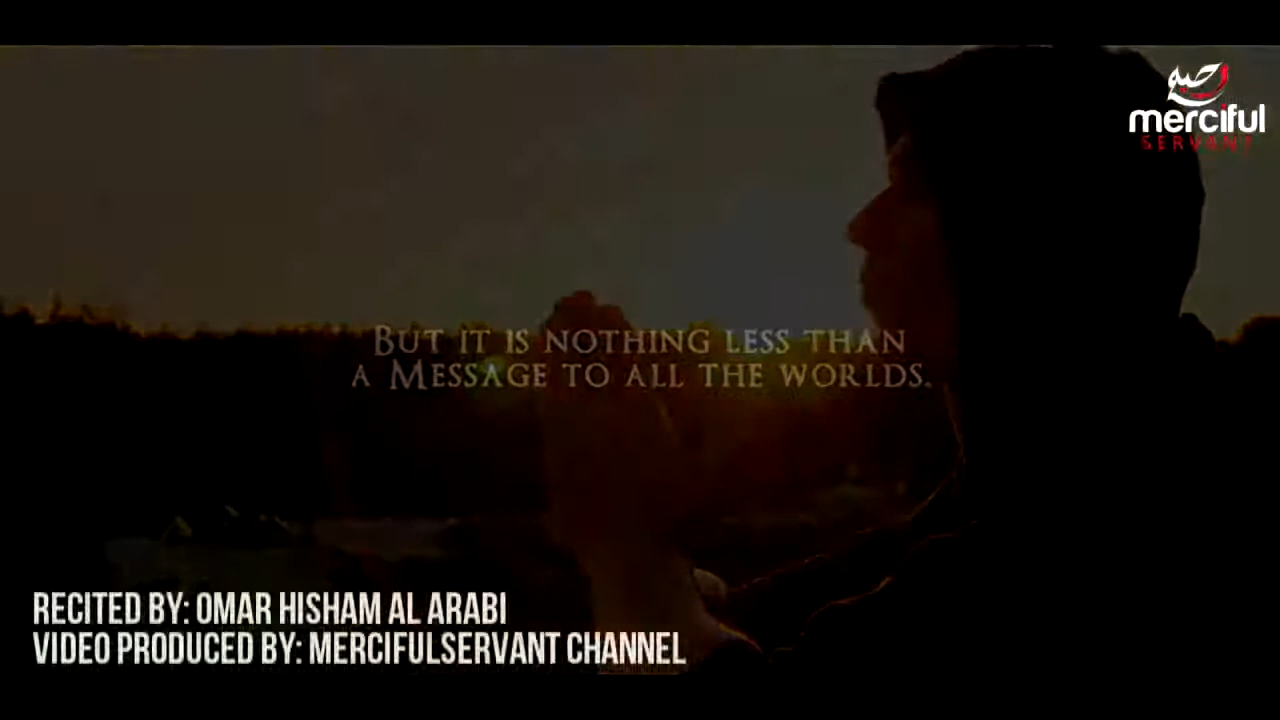 merciful
SERVANT
BUT IT IS NOTHING LESS THAN
A MESSAGE TO ALL THE WORLDS.
RECITED BY: OMAR HISHAM AL ARABI
VIDEO PRODUCED BY: MERCIFULSERVANT CHANNEL